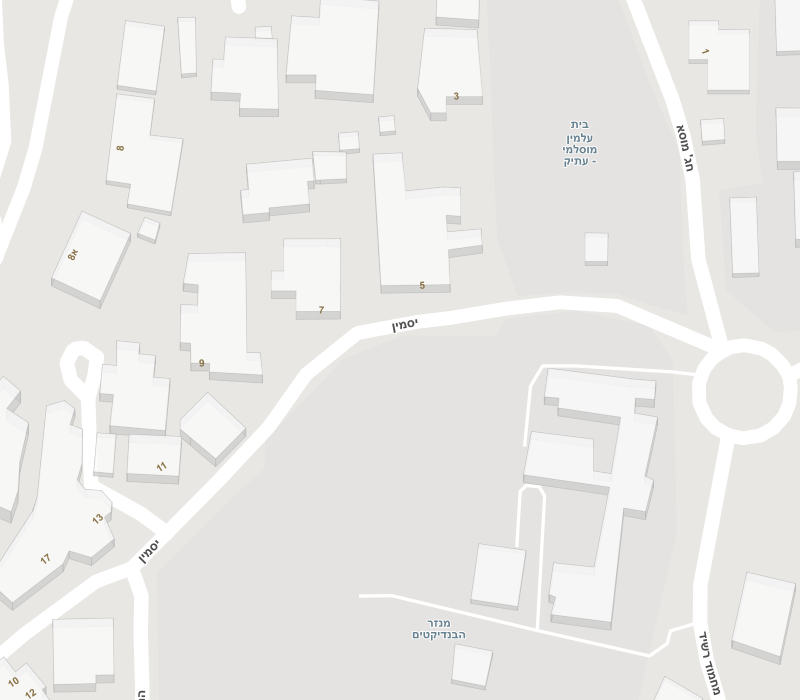 1
3
8
בית
עלמין
מוסלמי
- עתיק
חג' מוסא
8א
5
7
יסמין
9
11
13
יסמין
17
מנזר
הבנדיקטים
מחמוד רשיד
10
12